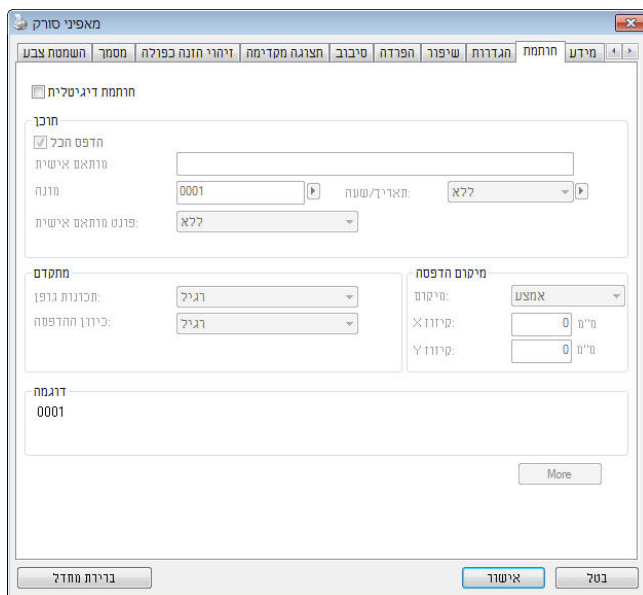 מאפיני סורק
השמטת צבע מסמך זיהוי הזנה כפולה תצוגה מקדימה סיבוב הפרדה שיפור הגדרות חותמת מידע
חותמת דיגיטלית
תוכן
הדפס הכל
מותאם אישית
מונה 0001 תאריך/שעה: ללא
פונט מותאם אישית: ללא
מתקדם
תכונות גופן: רגיל
כיוון ההדפסה: רגיל
מיקום הדפסה
מיקום: אמצע
קיזוז X: 0 מ"מ
קיזוז Y: 0 מ"מ
דוגמה
0001
More
ברירת מחדל אישור בטל